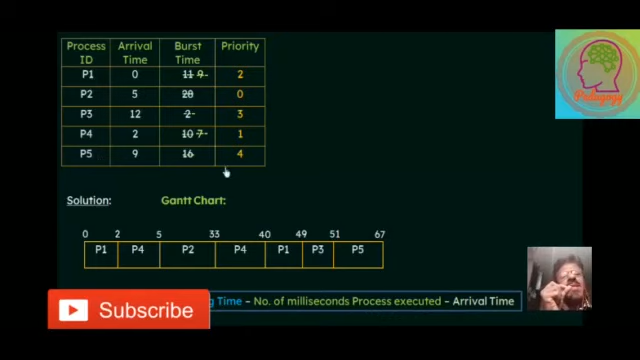 Process ID Arrival Time Burst Time Priority
P1 0 11 9 2
P2 5 28 0
P3 12 2 3
P4 2 10 7 1
P5 9 16 4
Pedagogy
Solution: Gantt Chart:
0 2 5 33 40 49 51 67
P1 P4 P2 P4 P1 P3 P5
Subscribe
g Time – No. of milliseconds Process executed – Arrival Time